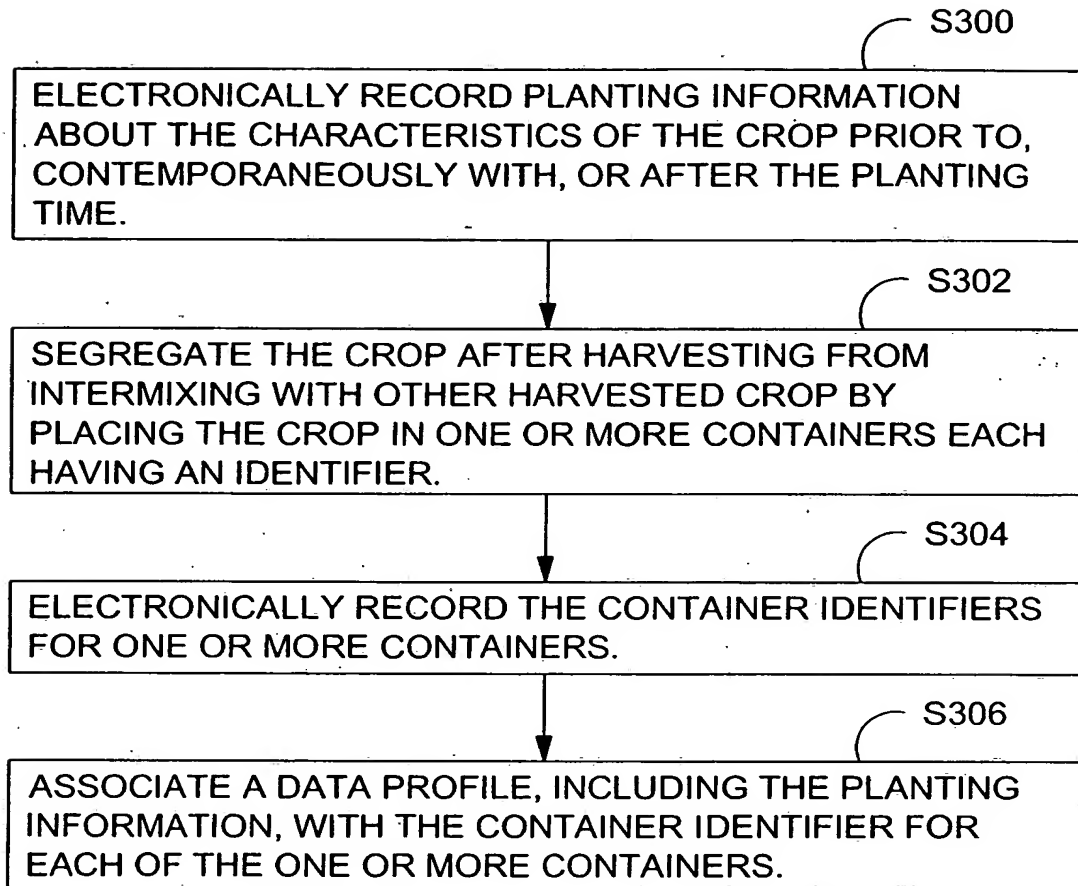 S300
ELECTRONICALLY RECORD PLANTING INFORMATION
ABOUT THE CHARACTERISTICS OF THE CROP PRIOR TO,
CONTEMPORANEOUSLY WITH, OR AFTER THE PLANTING
TIME.
S302
SEGREGATE THE CROP AFTER HARVESTING FROM
INTERMIXING WITH OTHER HARVESTED CROP BY
PLACING THE CROP IN ONE OR MORE CONTAINERS EACH
HAVING AN IDENTIFIER.
S304
ELECTRONICALLY RECORD THE CONTAINER IDENTIFIERS
FOR ONE OR MORE CONTAINERS.
S306
ASSOCIATE A DATA PROFILE, INCLUDING THE PLANTING
INFORMATION, WITH THE CONTAINER IDENTIFIER FOR
EACH OF THE ONE OR MORE CONTAINERS.